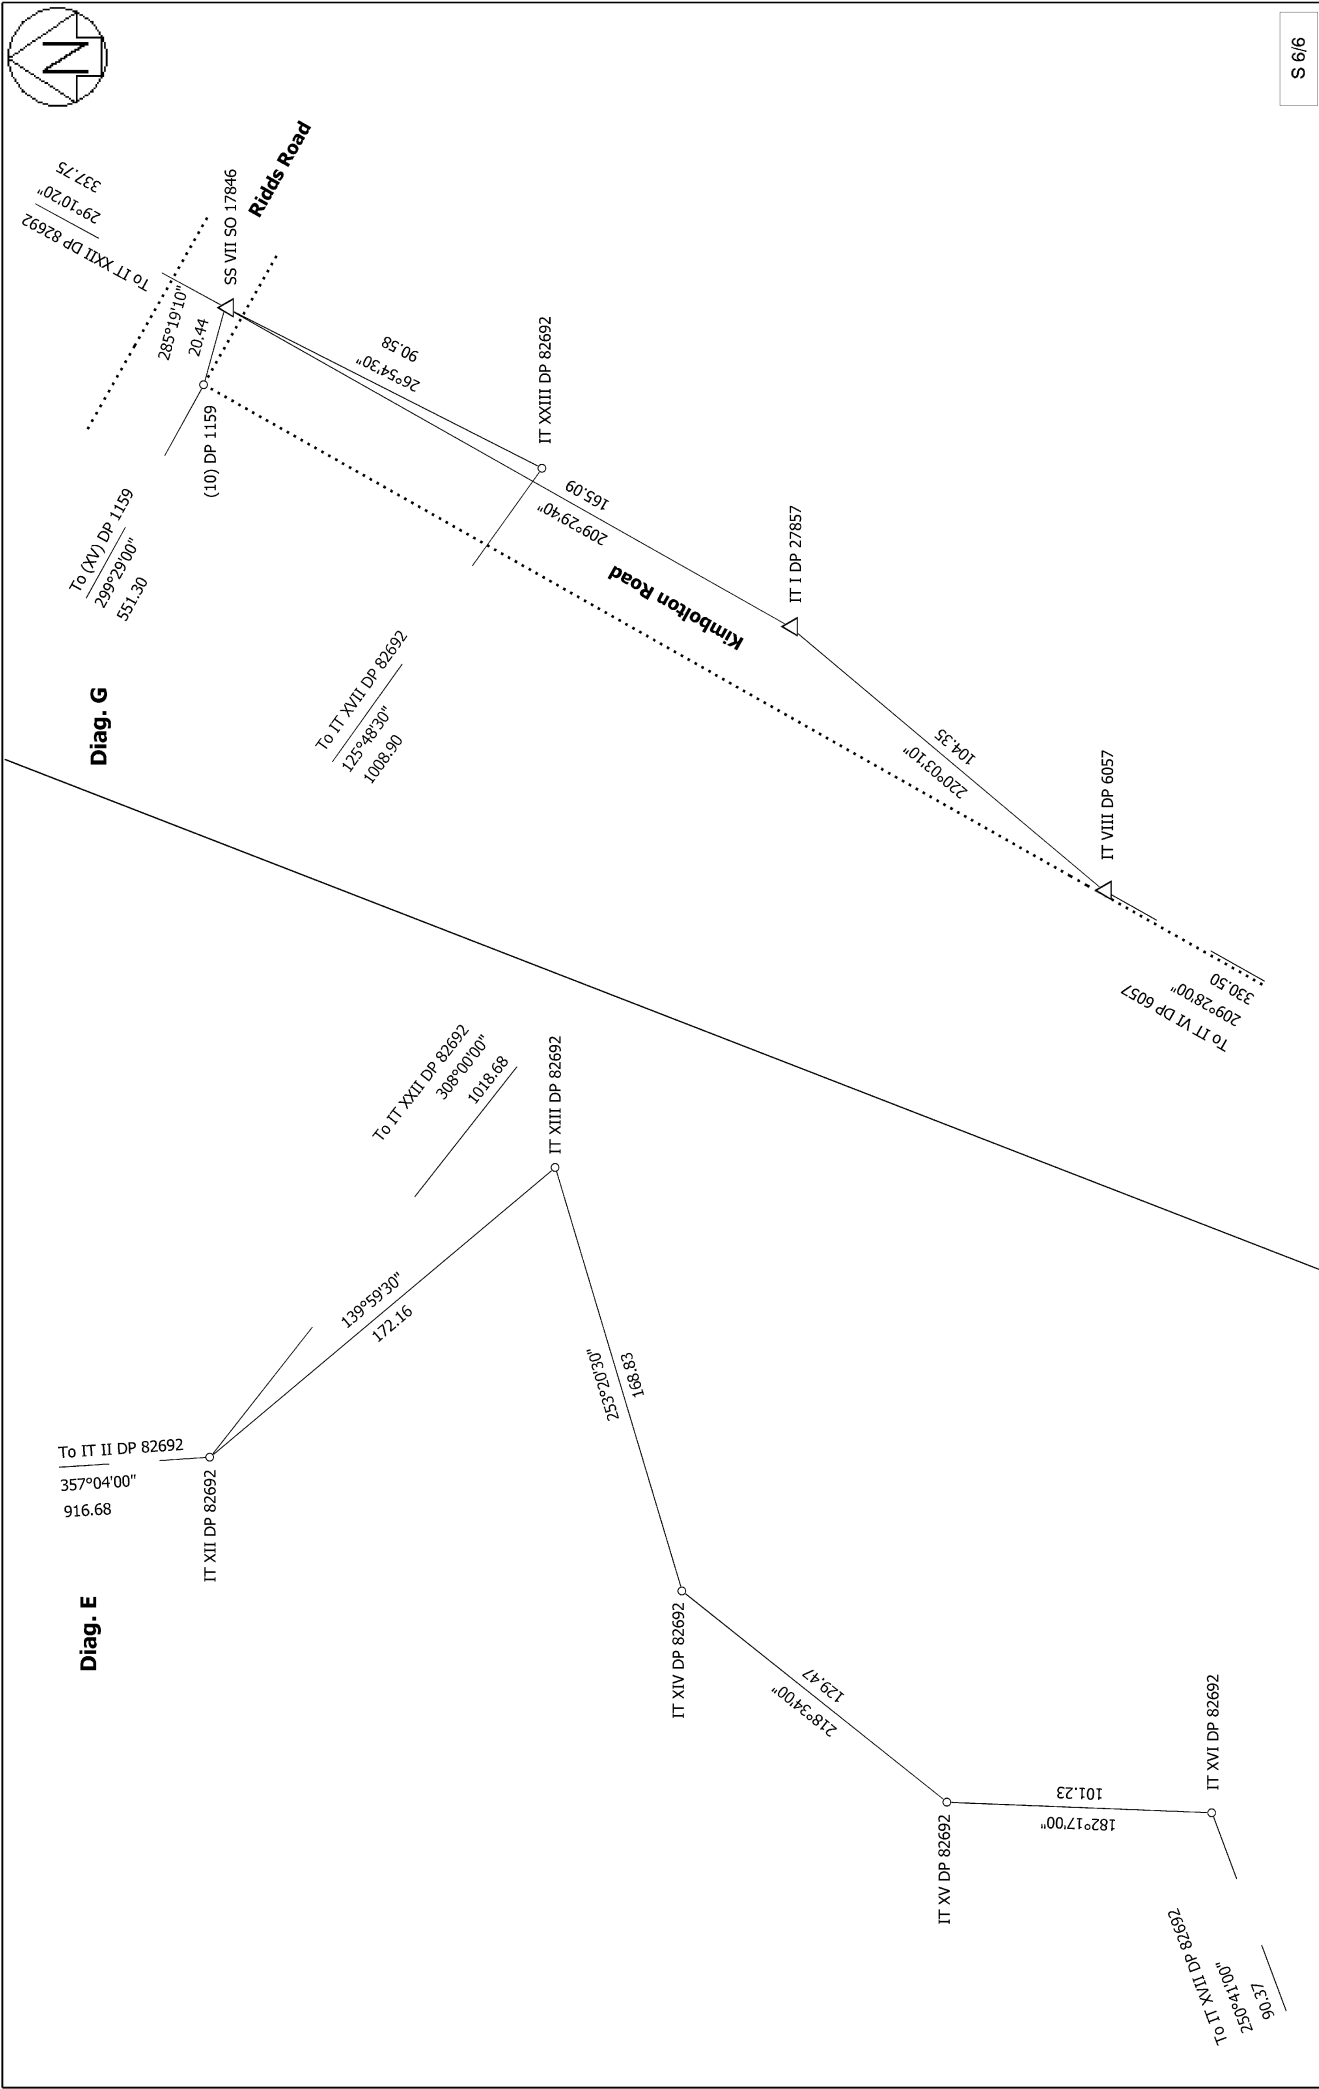 N
Diag. E
To IT II DP 82692
357°04'00"
916.68
IT XII DP 82692
139°59'30"
172.16
To IT XXII DP 82692
308°00'00"
1018.68
IT XIII DP 82692
253°20'30"
168.83
IT XIV DP 82692
218°34'00"
129.47
IT XV DP 82692
182°17'00"
101.23
IT XVI DP 82692
To IT XVII DP 82692
250°41'00"
90.37
Diag. G
To (XV) DP 1159
299°29'00"
551.30
(10) DP 1159
285°19'10"
20.44
To IT XXII DP 82692
29°10'20"
337.75
SS VII SO 17846
Ridds Road
26°54'30"
90.58
IT XXIII DP 82692
To IT XVII DP 82692
125°48'30"
1008.90
209°29'40"
165.09
Kimbolton Road
IT I DP 27857
220°03'10"
104.35
IT VIII DP 6057
To IT VI DP 6057
209°28'00"
330.50
S 6/6